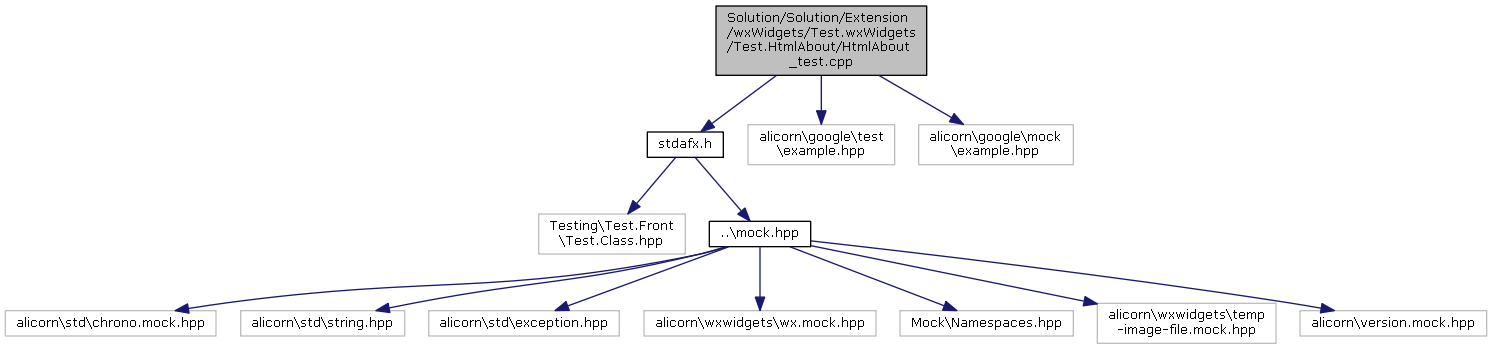 Solution/Solution/Extension
/wxWidgets/Test.wxWidgets
/Test.HtmlAbout/HtmlAbout
_test.cpp
stdafx.h
alicorn\google\test
\example.hpp
alicorn\google\mock
\example.hpp
Testing\Test.Front
\Test.Class.hpp
..\mock.hpp
alicorn\std\chrono.mock.hpp
alicorn\std\string.hpp
alicorn\std\exception.hpp
alicorn\wxwidgets\wx.mock.hpp
Mock\Namespaces.hpp
alicorn\wxwidgets\temp
-image-file.mock.hpp
alicorn\version.mock.hpp